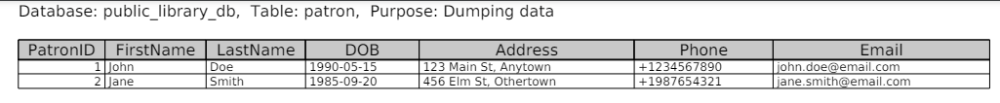 Database: public_library_db, Table: patron, Purpose: Dumping data
PatronID FirstName LastName DOB Address Phone Email
1 John Doe 1990-05-15 123 Main St, Anytown +1234567890 john.doe@email.com
2 Jane Smith 1985-09-20 456 Elm St, Othertown +1987654321 jane.smith@email.com